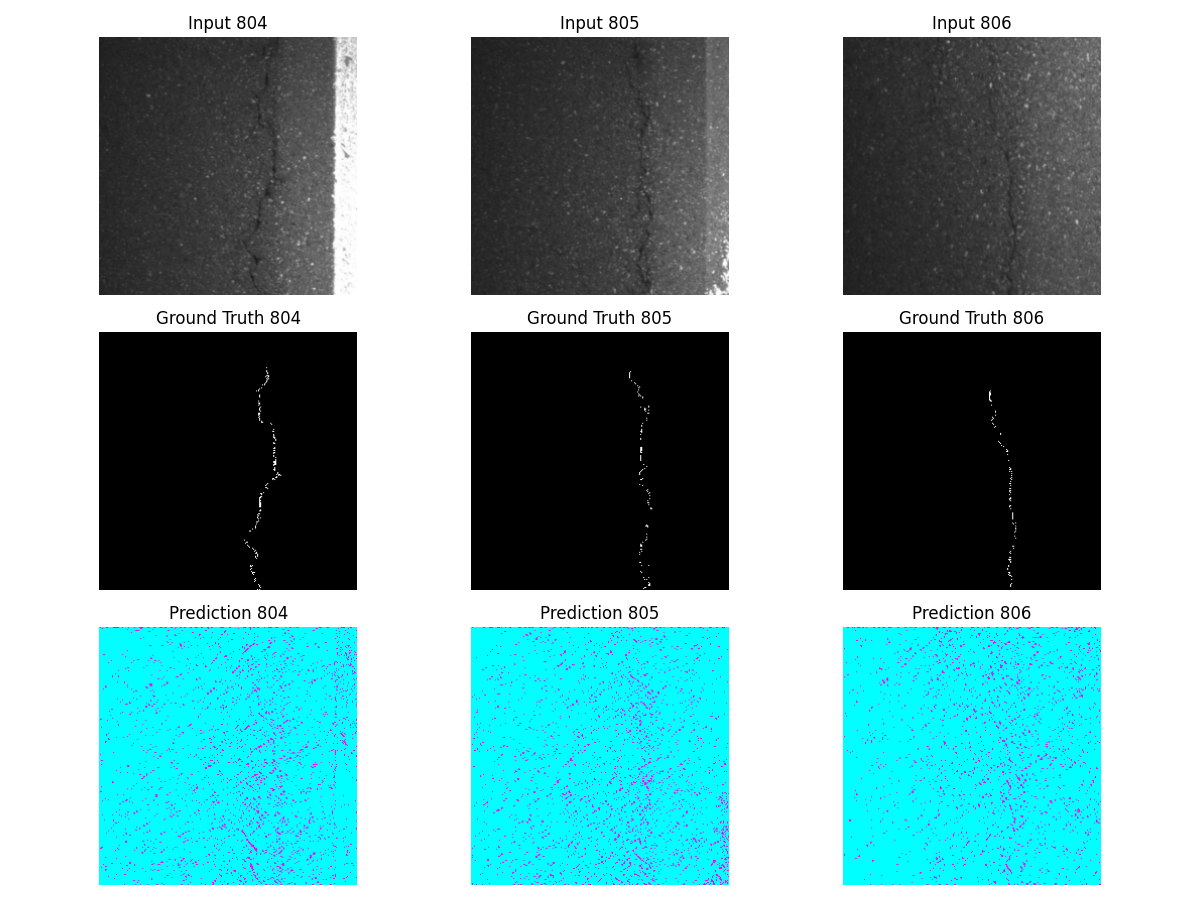 Input 804
Input 805
Input 806
Ground Truth 804
Ground Truth 805
Ground Truth 806
Prediction 804
Prediction 805
Prediction 806